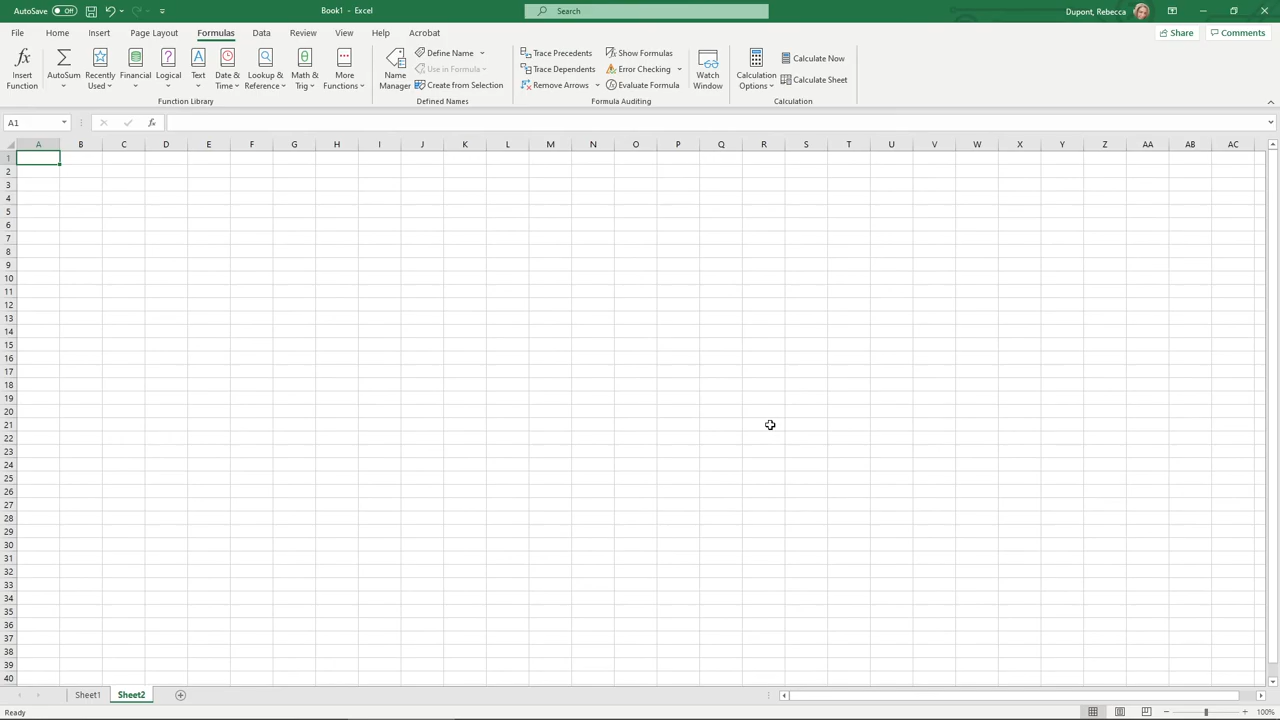 AutoSave Off Book1 - Excel Search Dupont, Rebecca
File Home Insert Page Layout Formulas Data Review View Help Acrobat Share Comments
fx Insert Function
AutoSum
Recently Used
Financial
Logical
Text
Date & Time
Lookup & Reference
Math & Trig
More Functions
Function Library
Name Manager
Define Name
Use in Formula
Create from Selection
Defined Names
Trace Precedents
Trace Dependents
Remove Arrows
Show Formulas
Error Checking
Evaluate Formula
Formula Auditing
Watch Window
Calculation Options
Calculate Now
Calculate Sheet
Calculation
A1 fx
A B C D E F G H I J K L M N O P Q R S T U V W X Y Z AA AB AC
1
2
3
4
5
6
7
8
9
10
11
12
13
14
15
16
17
18
19
20
21
22
23
24
25
26
27
28
29
30
31
32
33
34
35
36
37
38
39
40
Sheet1 Sheet2
Ready 100%